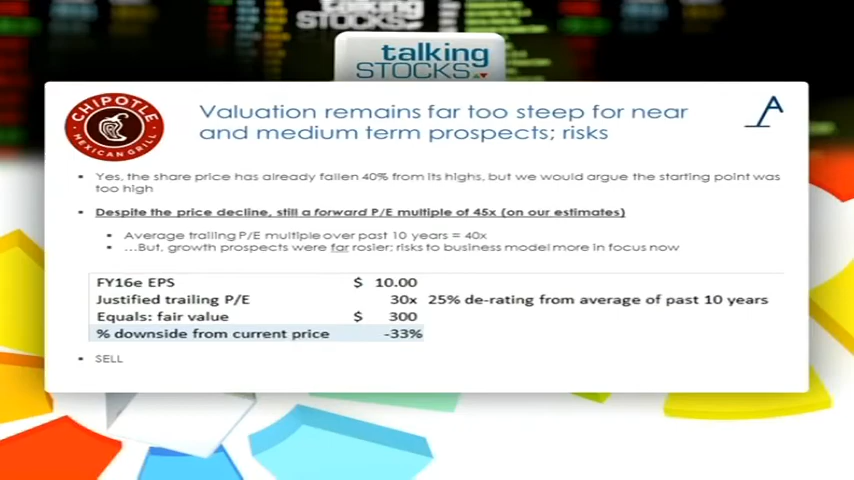 STOCKS
talking
STOCKS
CHIPOTLE
MEXICAN GRILL
Valuation remains far too steep for near
and medium term prospects; risks
A
▪ Yes, the share price has already fallen 40% from its highs, but we would argue the starting point was
too high
▪ Despite the price decline, still a forward P/E multiple of 45x (on our estimates)
▪ Average trailing P/E multiple over past 10 years = 40x
▪ …But, growth prospects were far rosier; risks to business model more in focus now
FY16e EPS $ 10.00
Justified trailing P/E 30x 25% de-rating from average of past 10 years
Equals: fair value $ 300
% downside from current price -33%
▪ SELL